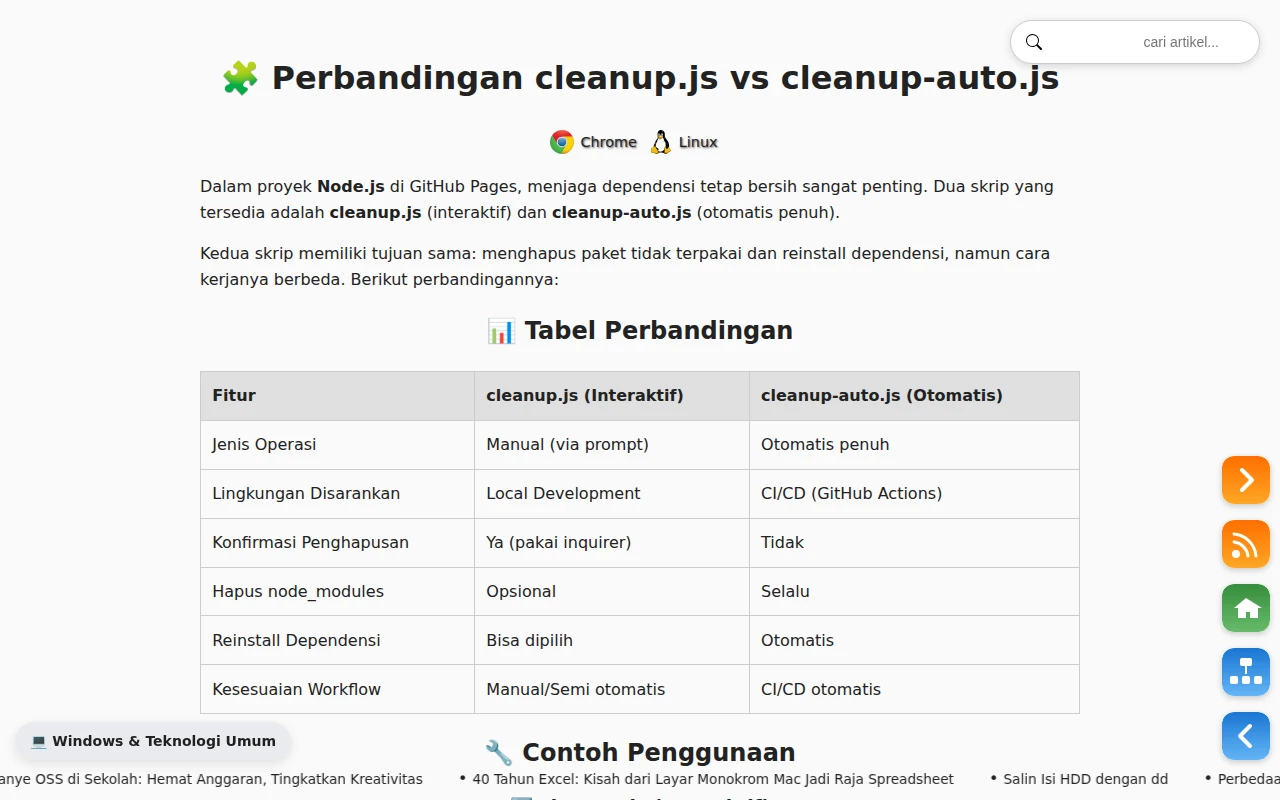 cari artikel...
🧩 Perbandingan cleanup.js vs cleanup-auto.js
Chrome Linux
Dalam proyek Node.js di GitHub Pages, menjaga dependensi tetap bersih sangat penting. Dua skrip yang
tersedia adalah cleanup.js (interaktif) dan cleanup-auto.js (otomatis penuh).
Kedua skrip memiliki tujuan sama: menghapus paket tidak terpakai dan reinstall dependensi, namun cara
kerjanya berbeda. Berikut perbandingannya:
📊 Tabel Perbandingan
Fitur cleanup.js (Interaktif) cleanup-auto.js (Otomatis)
Jenis Operasi Manual (via prompt) Otomatis penuh
Lingkungan Disarankan Local Development CI/CD (GitHub Actions)
Konfirmasi Penghapusan Ya (pakai inquirer) Tidak
Hapus node_modules Opsional Selalu
Reinstall Dependensi Bisa dipilih Otomatis
Kesesuaian Workflow Manual/Semi otomatis CI/CD otomatis
💻 Windows & Teknologi Umum
🔧 Contoh Penggunaan
OSS di Sekolah: Hemat Anggaran, Tingkatkan Kreativitas • 40 Tahun Excel: Kisah dari Layar Monokrom Mac Jadi Raja Spreadsheet • Salin Isi HDD dengan dd •